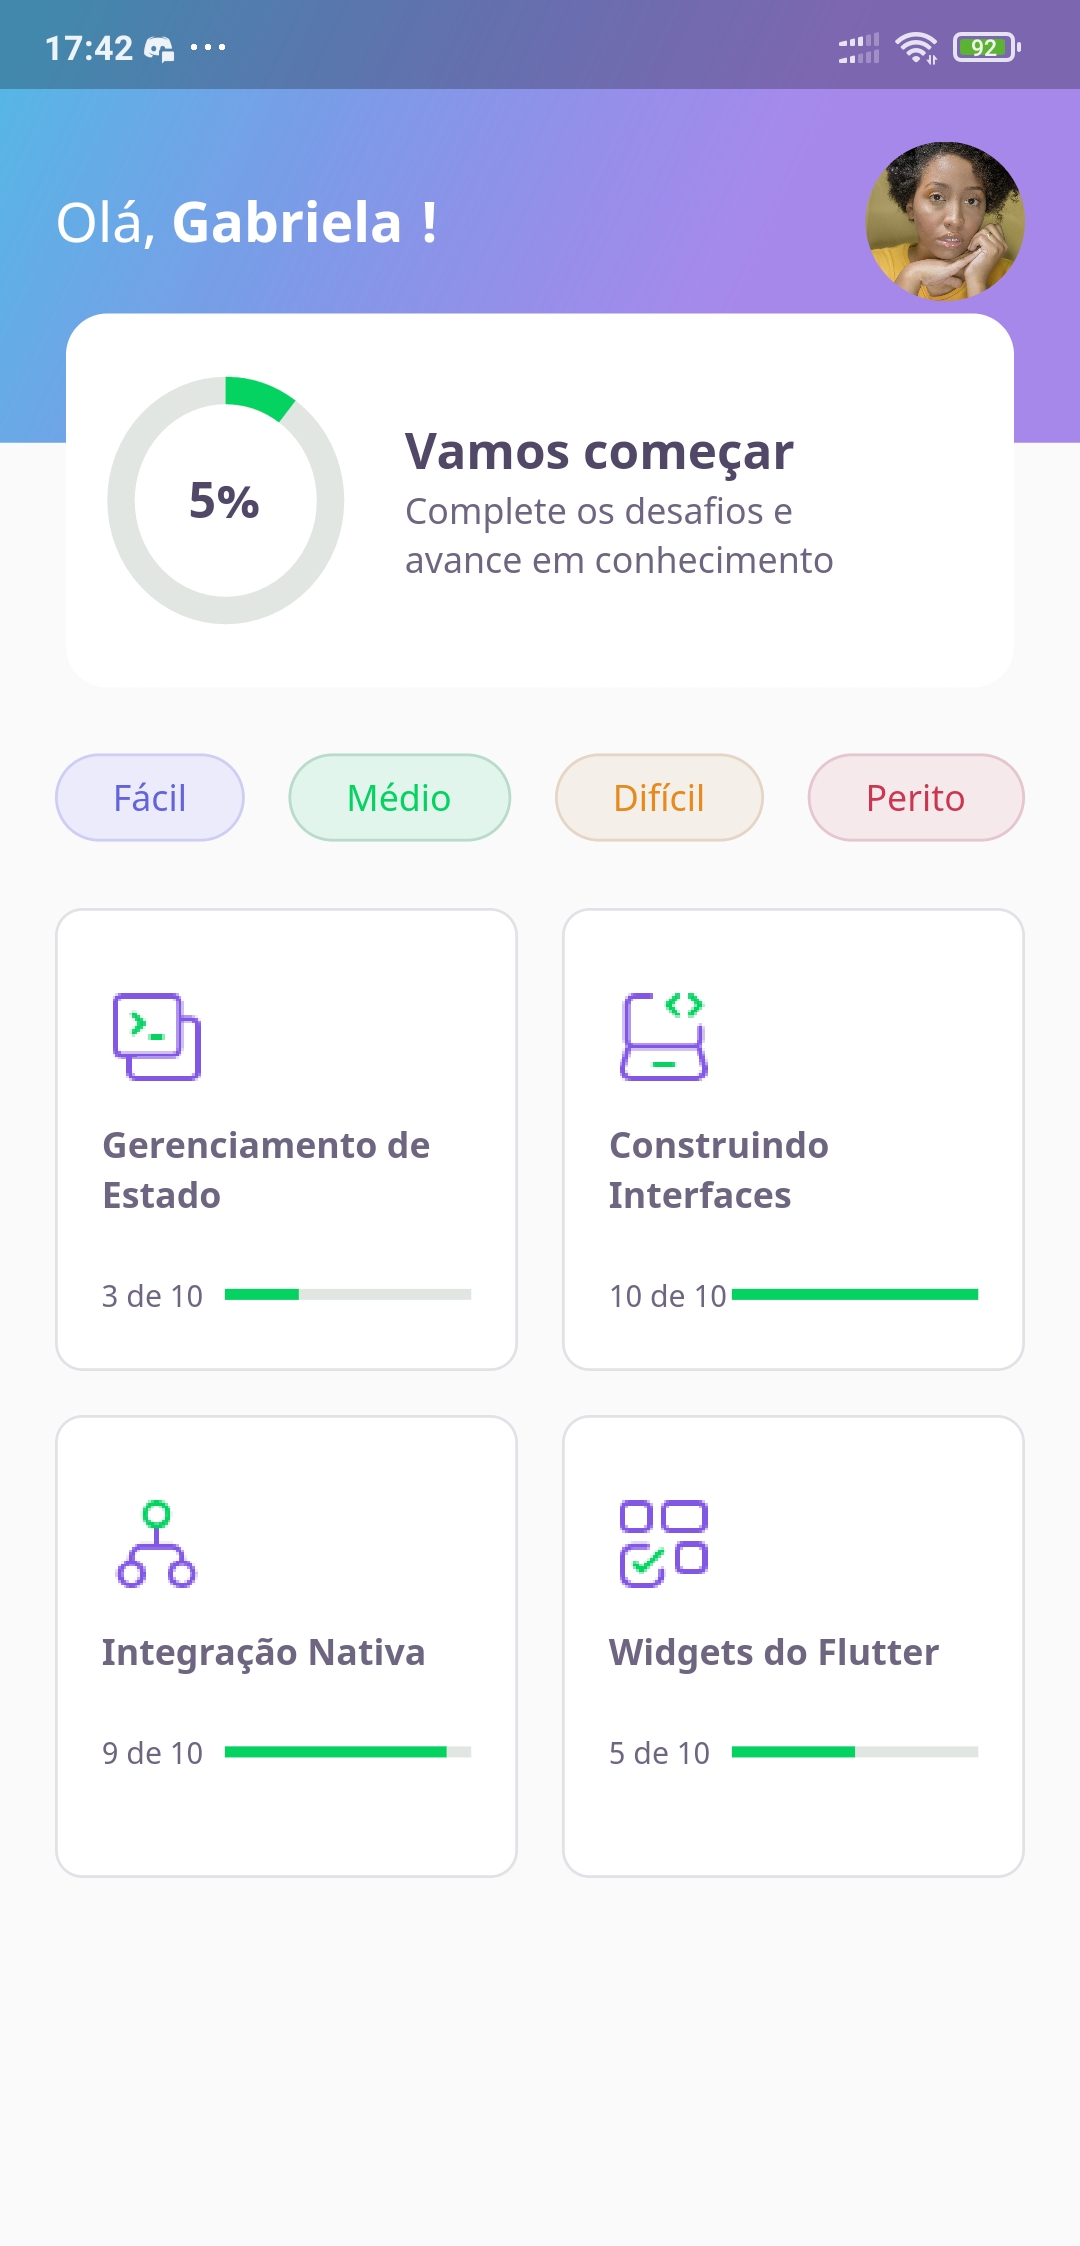 17:42
92
Olá, Gabriela !
5%
Vamos começar
Complete os desafios e
avance em conhecimento
Fácil Médio Difícil Perito
Gerenciamento de
Estado
3 de 10
Construindo
Interfaces
10 de 10
Integração Nativa
9 de 10
Widgets do Flutter
5 de 10